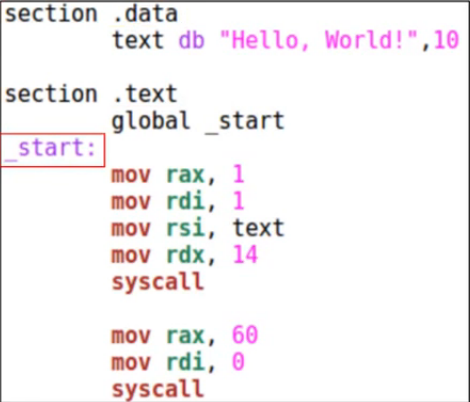 section .data
text db "Hello, World!",10
section .text
global _start
_start:
mov rax, 1
mov rdi, 1
mov rsi, text
mov rdx, 14
syscall
mov rax, 60
mov rdi, 0
syscall